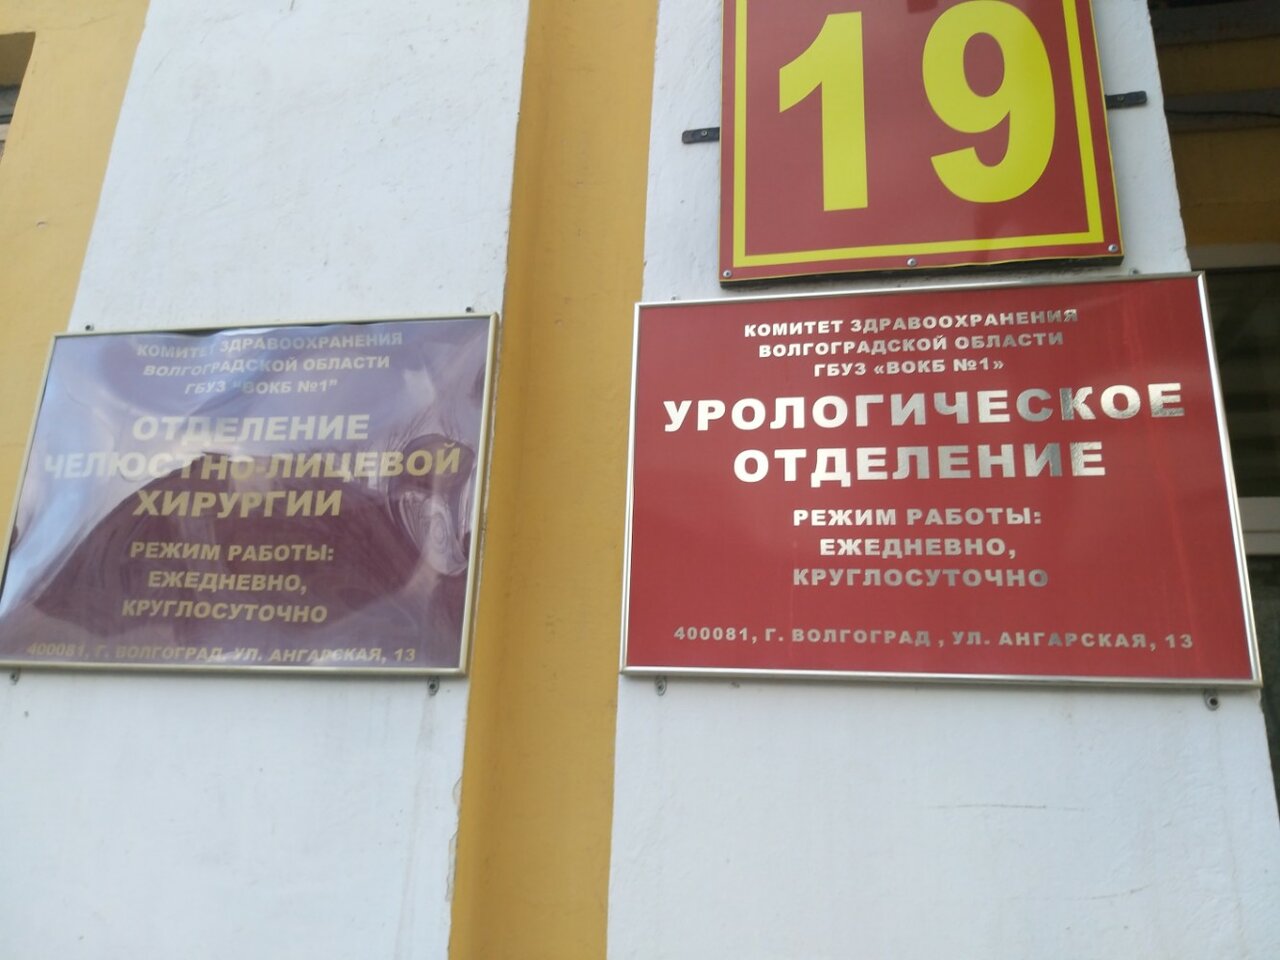 19
КОМИТЕТ ЗДРАВООХРАНЕНИЯ
ВОЛГОГРАДСКОЙ ОБЛАСТИ
ГБУЗ "ВОКБ №1"
ОТДЕЛЕНИЕ
ЧЕЛЮСТНО-ЛИЦЕВОЙ
ХИРУРГИИ
РЕЖИМ РАБОТЫ:
ЕЖЕДНЕВНО,
КРУГЛОСУТОЧНО
400081, Г. ВОЛГОГРАД, УЛ. АНГАРСКАЯ, 13
КОМИТЕТ ЗДРАВООХРАНЕНИЯ
ВОЛГОГРАДСКОЙ ОБЛАСТИ
ГБУЗ «ВОКБ №1»
УРОЛОГИЧЕСКОЕ
ОТДЕЛЕНИЕ
РЕЖИМ РАБОТЫ:
ЕЖЕДНЕВНО,
КРУГЛОСУТОЧНО
400081, Г. ВОЛГОГРАД , УЛ. АНГАРСКАЯ, 13